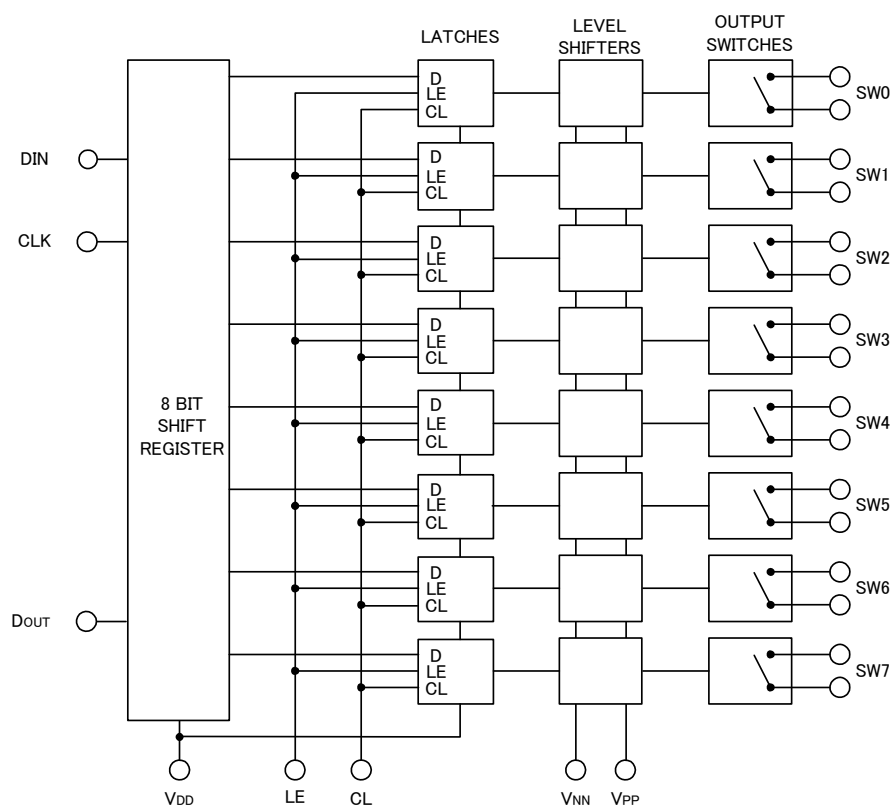 LATCHES
LEVEL
SHIFTERS
OUTPUT
SWITCHES
D
LE
CL
SW0
DIN
D
LE
CL
SW1
CLK
D
LE
CL
SW2
D
LE
CL
SW3
8 BIT
SHIFT
REGISTER
D
LE
CL
SW4
D
LE
CL
SW5
DOUT
D
LE
CL
SW6
D
LE
CL
SW7
VDD
LE
CL
VNN
VPP